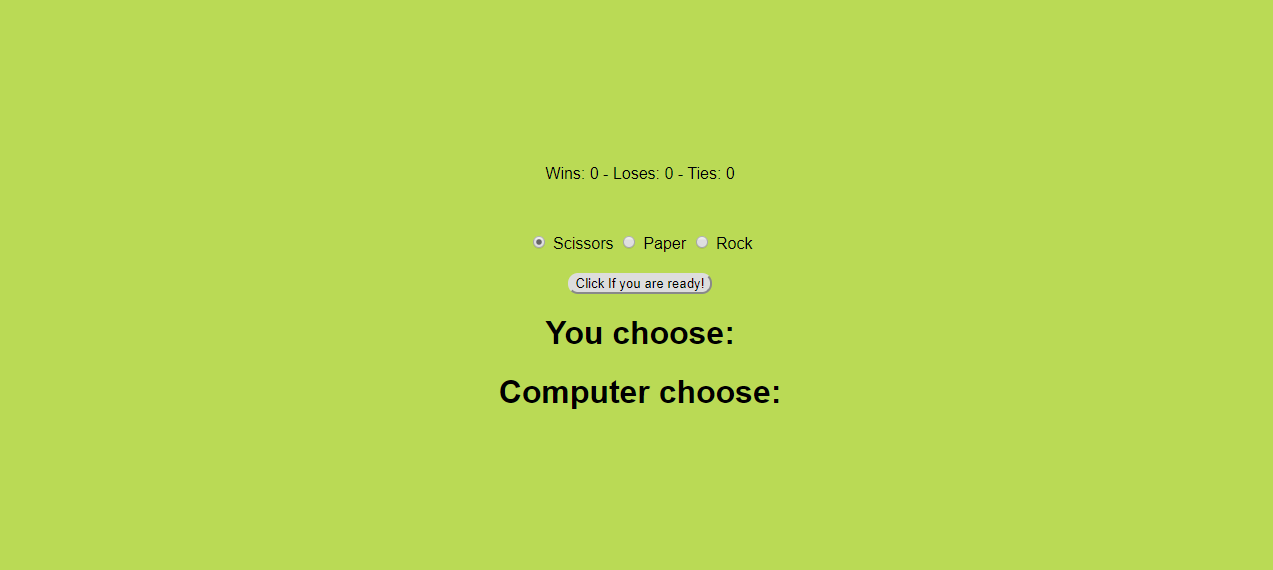 Wins: 0 - Loses: 0 - Ties: 0
Scissors Paper Rock
Click If you are ready!
You choose:
Computer choose: